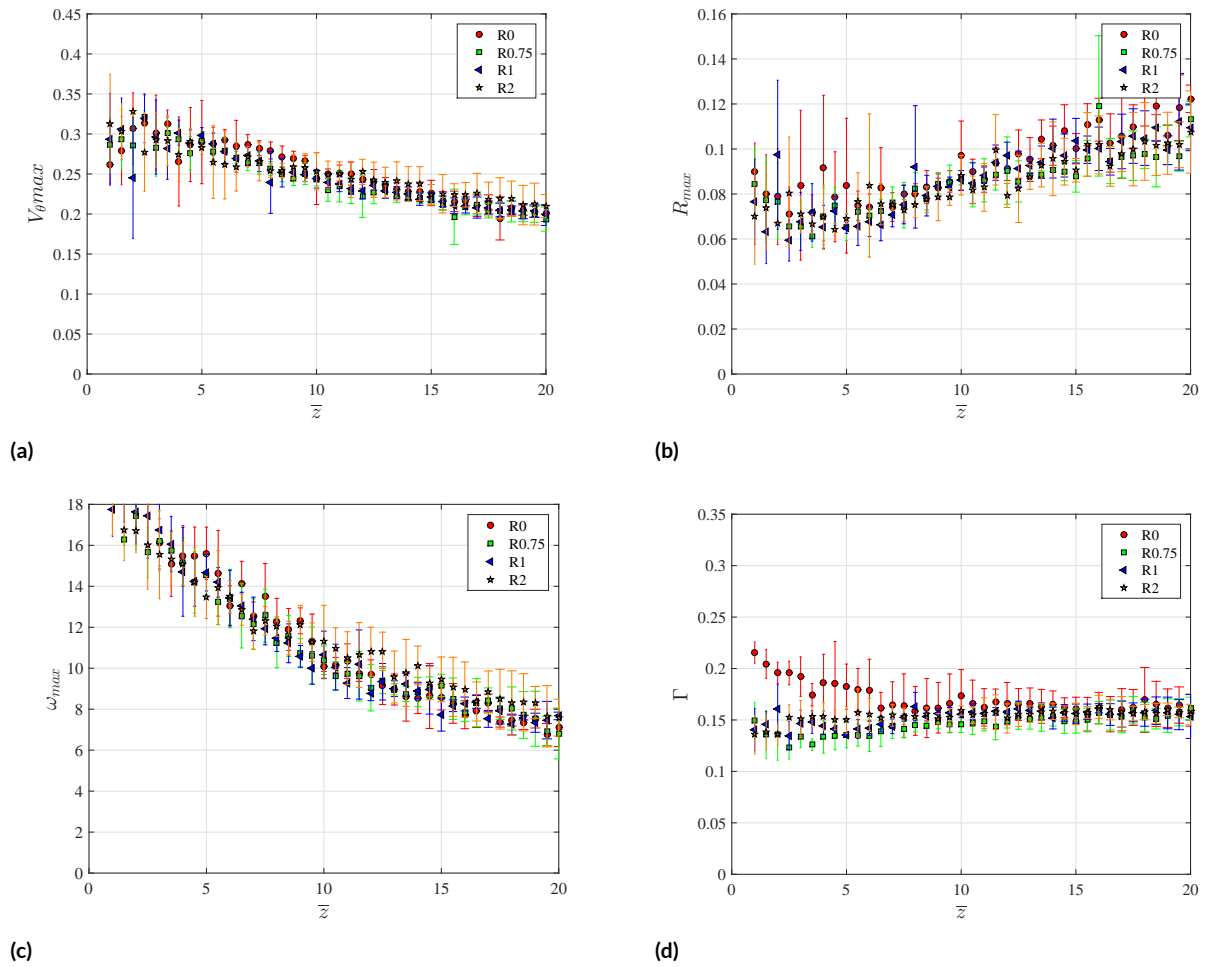 0.45
0.4
0.35
0.3
0.25
0.2
0.15
0.1
0.05
0
0 5 10 15 20
V_θmax
z̅
R0
R0.75
R1
R2
(a)
0.16
0.14
0.12
0.1
0.08
0.06
0.04
0.02
0
0 5 10 15 20
R_max
z̅
R0
R0.75
R1
R2
(b)
18
16
14
12
10
8
6
4
2
0
0 5 10 15 20
ω_max
z̅
R0
R0.75
R1
R2
(c)
0.35
0.3
0.25
0.2
0.15
0.1
0.05
0
0 5 10 15 20
Γ
z̅
R0
R0.75
R1
R2
(d)